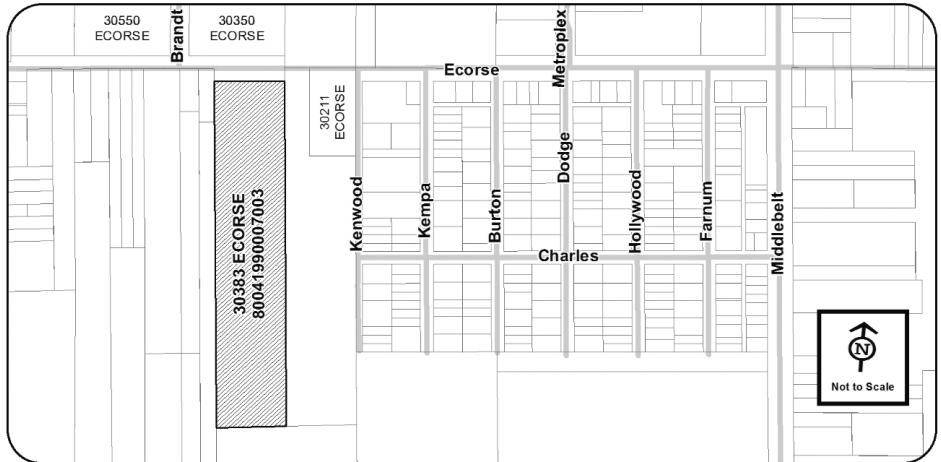 30550
ECORSE
Brandt
30350
ECORSE
Metroplex
Ecorse
30211
ECORSE
30383 ECORSE
80041990007003
Kenwood
Kempa
Burton
Dodge
Hollywood
Farnum
Middlebelt
Charles
N
Not to Scale